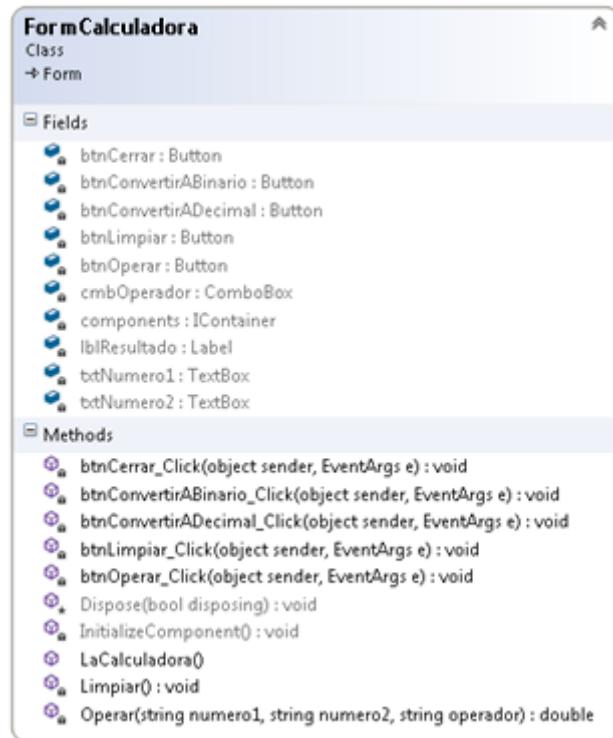 FormCalculadora
Class
Form
Fields
btnCerrar : Button
btnConvertirABinario : Button
btnConvertirADecimal : Button
btnLimpiar : Button
btnOperar : Button
cmbOperador : ComboBox
components : IContainer
lblResultado : Label
txtNumero1 : TextBox
txtNumero2 : TextBox
Methods
btnCerrar_Click(object sender, EventArgs e) : void
btnConvertirABinario_Click(object sender, EventArgs e) : void
btnConvertirADecimal_Click(object sender, EventArgs e) : void
btnLimpiar_Click(object sender, EventArgs e) : void
btnOperar_Click(object sender, EventArgs e) : void
Dispose(bool disposing) : void
InitializeComponent() : void
LaCalculadora()
Limpiar() : void
Operar(string numero1, string numero2, string operador) : double